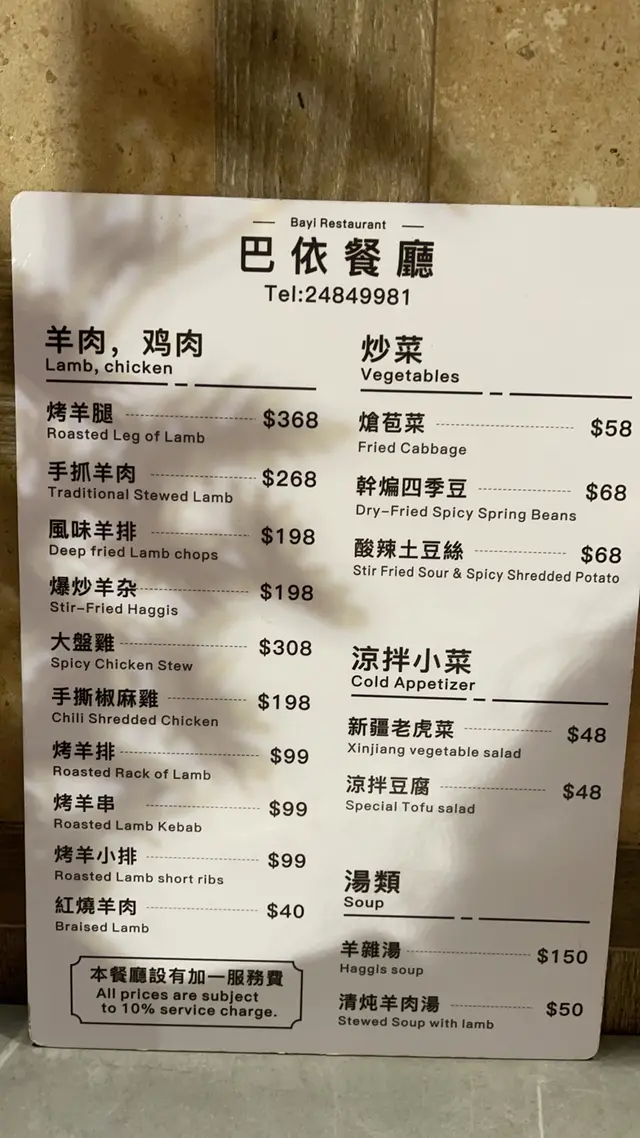 Bayi Restaurant
巴依餐廳
Tel:24849981
羊肉，鸡肉
Lamb, chicken
烤羊腿 $368
Roasted Leg of Lamb
手抓羊肉 $268
Traditional Stewed Lamb
風味羊排 $198
Deep fried Lamb chops
爆炒羊杂 $198
Stir-Fried Haggis
大盤雞 $308
Spicy Chicken Stew
手撕椒麻雞 $198
Chili Shredded Chicken
烤羊排 $99
Roasted Rack of Lamb
烤羊串 $99
Roasted Lamb Kebab
烤羊小排 $99
Roasted Lamb short ribs
紅燒羊肉 $40
Braised Lamb
本餐廳設有加一服務費
All prices are subject
to 10% service charge.
炒菜
Vegetables
熗苞菜 $58
Fried Cabbage
幹煸四季豆 $68
Dry-Fried Spicy Spring Beans
酸辣土豆絲 $68
Stir Fried Sour & Spicy Shredded Potato
涼拌小菜
Cold Appetizer
新疆老虎菜 $48
Xinjiang vegetable salad
涼拌豆腐 $48
Special Tofu salad
湯類
Soup
羊雜湯 $150
Haggis soup
清炖羊肉湯 $50
Stewed Soup with lamb